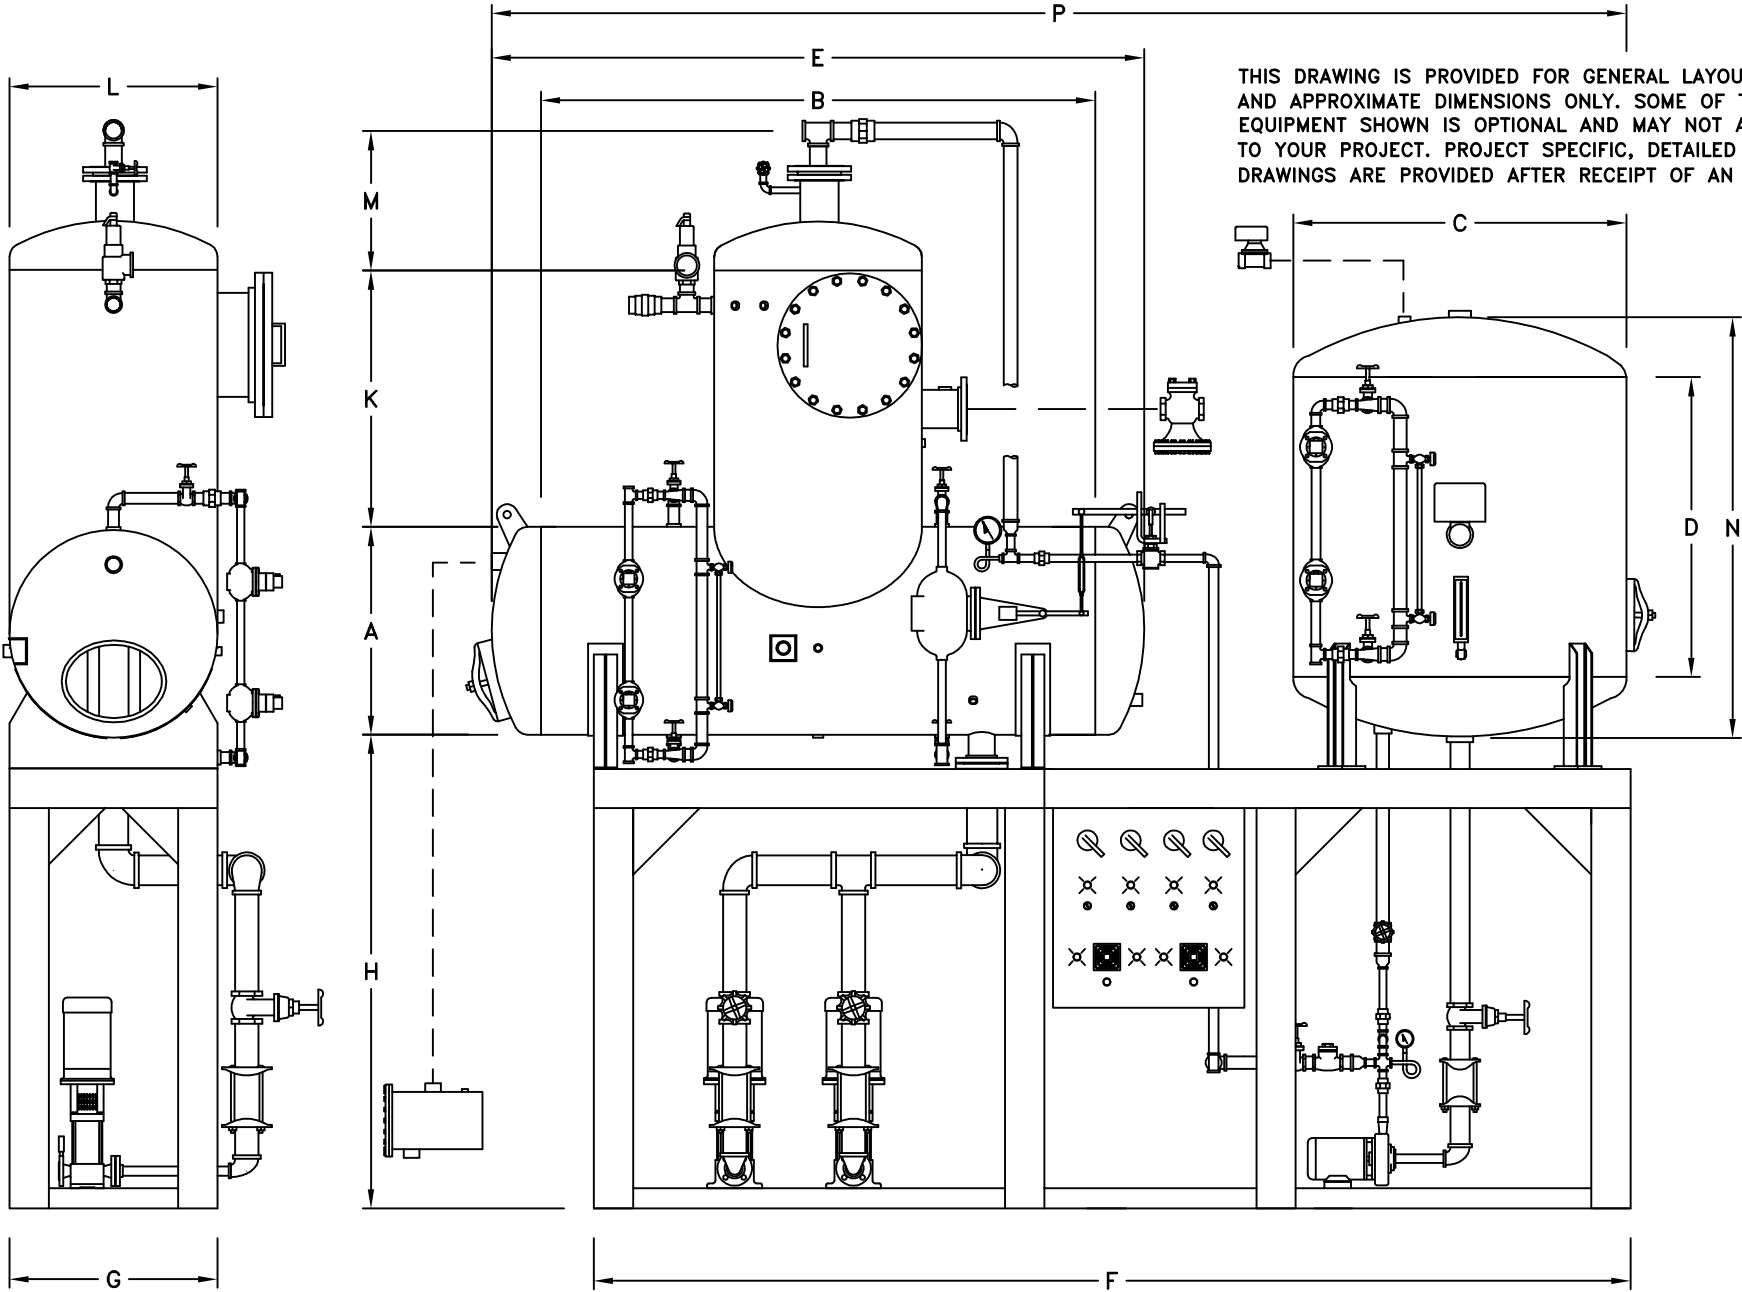 P
E
L
B
THIS DRAWING IS PROVIDED FOR GENERAL
AND APPROXIMATE DIMENSIONS ONLY. SOME OF
EQUIPMENT SHOWN IS OPTIONAL AND MAY NOT
TO YOUR PROJECT. PROJECT SPECIFIC, DETAILED
DRAWINGS ARE PROVIDED AFTER RECEIPT OF AN
M
C
K
D
N
A
H
G
F